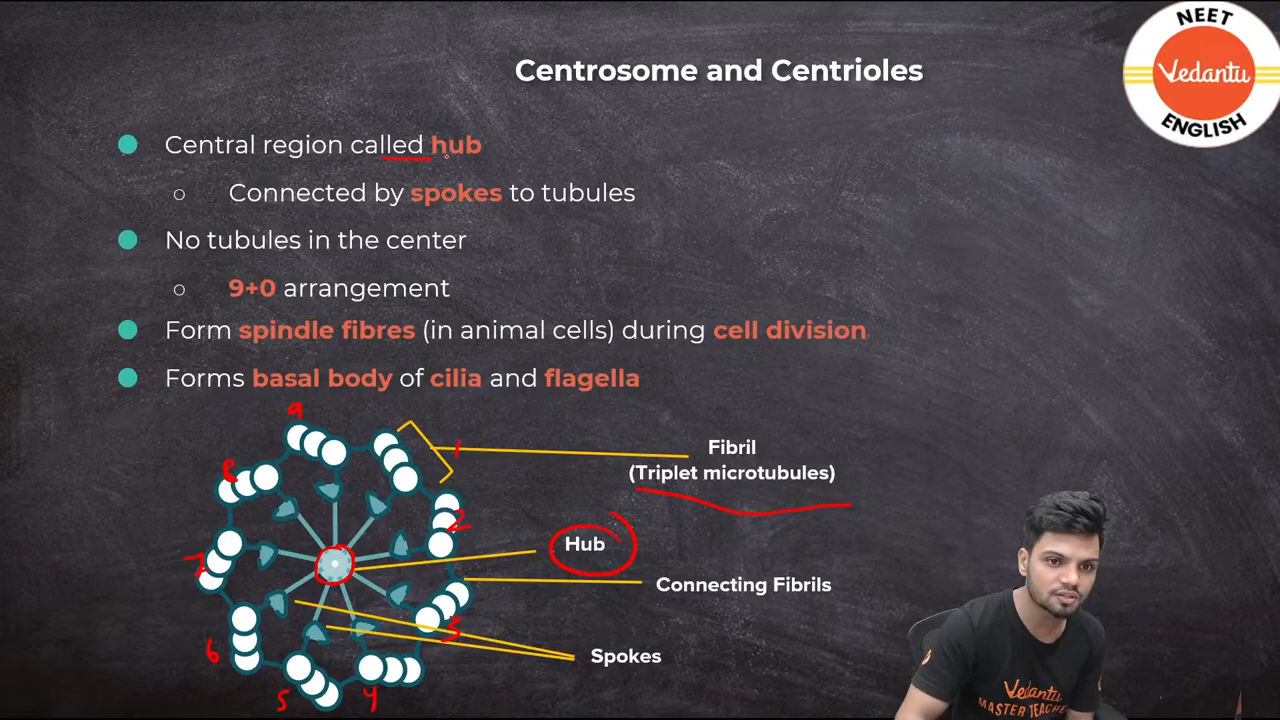 NEET
Vedantu
ENGLISH
Centrosome and Centrioles
Central region called hub
Connected by spokes to tubules
No tubules in the center
9+0 arrangement
Form spindle fibres (in animal cells) during cell division
Forms basal body of cilia and flagella
9
1
8
2
7
3
6
5
4
Fibril
(Triplet microtubules)
Hub
Connecting Fibrils
Spokes
Vedantu
MASTER TEACHER